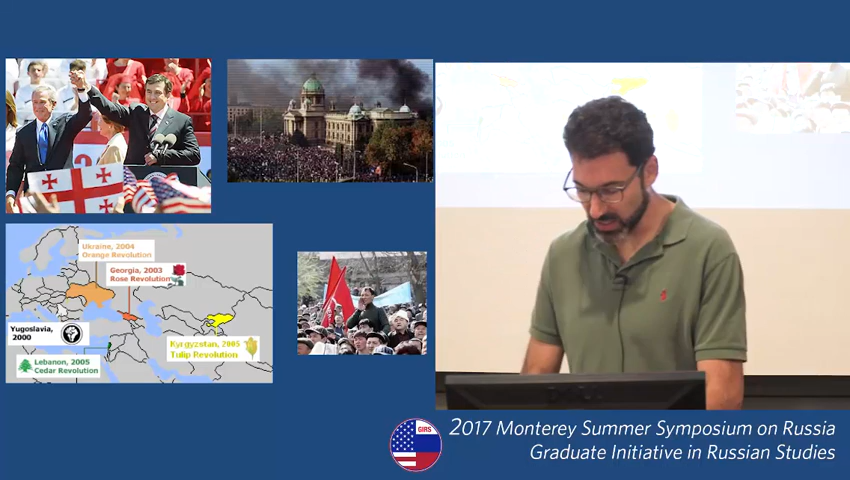 Ukraine, 2004
Orange Revolution
Georgia, 2003
Rose Revolution
Yugoslavia,
2000
Kyrgyzstan, 2005
Tulip Revolution
Lebanon, 2005
Cedar Revolution
GIRS
2017 Monterey Summer Symposium on Russia
Graduate Initiative in Russian Studies